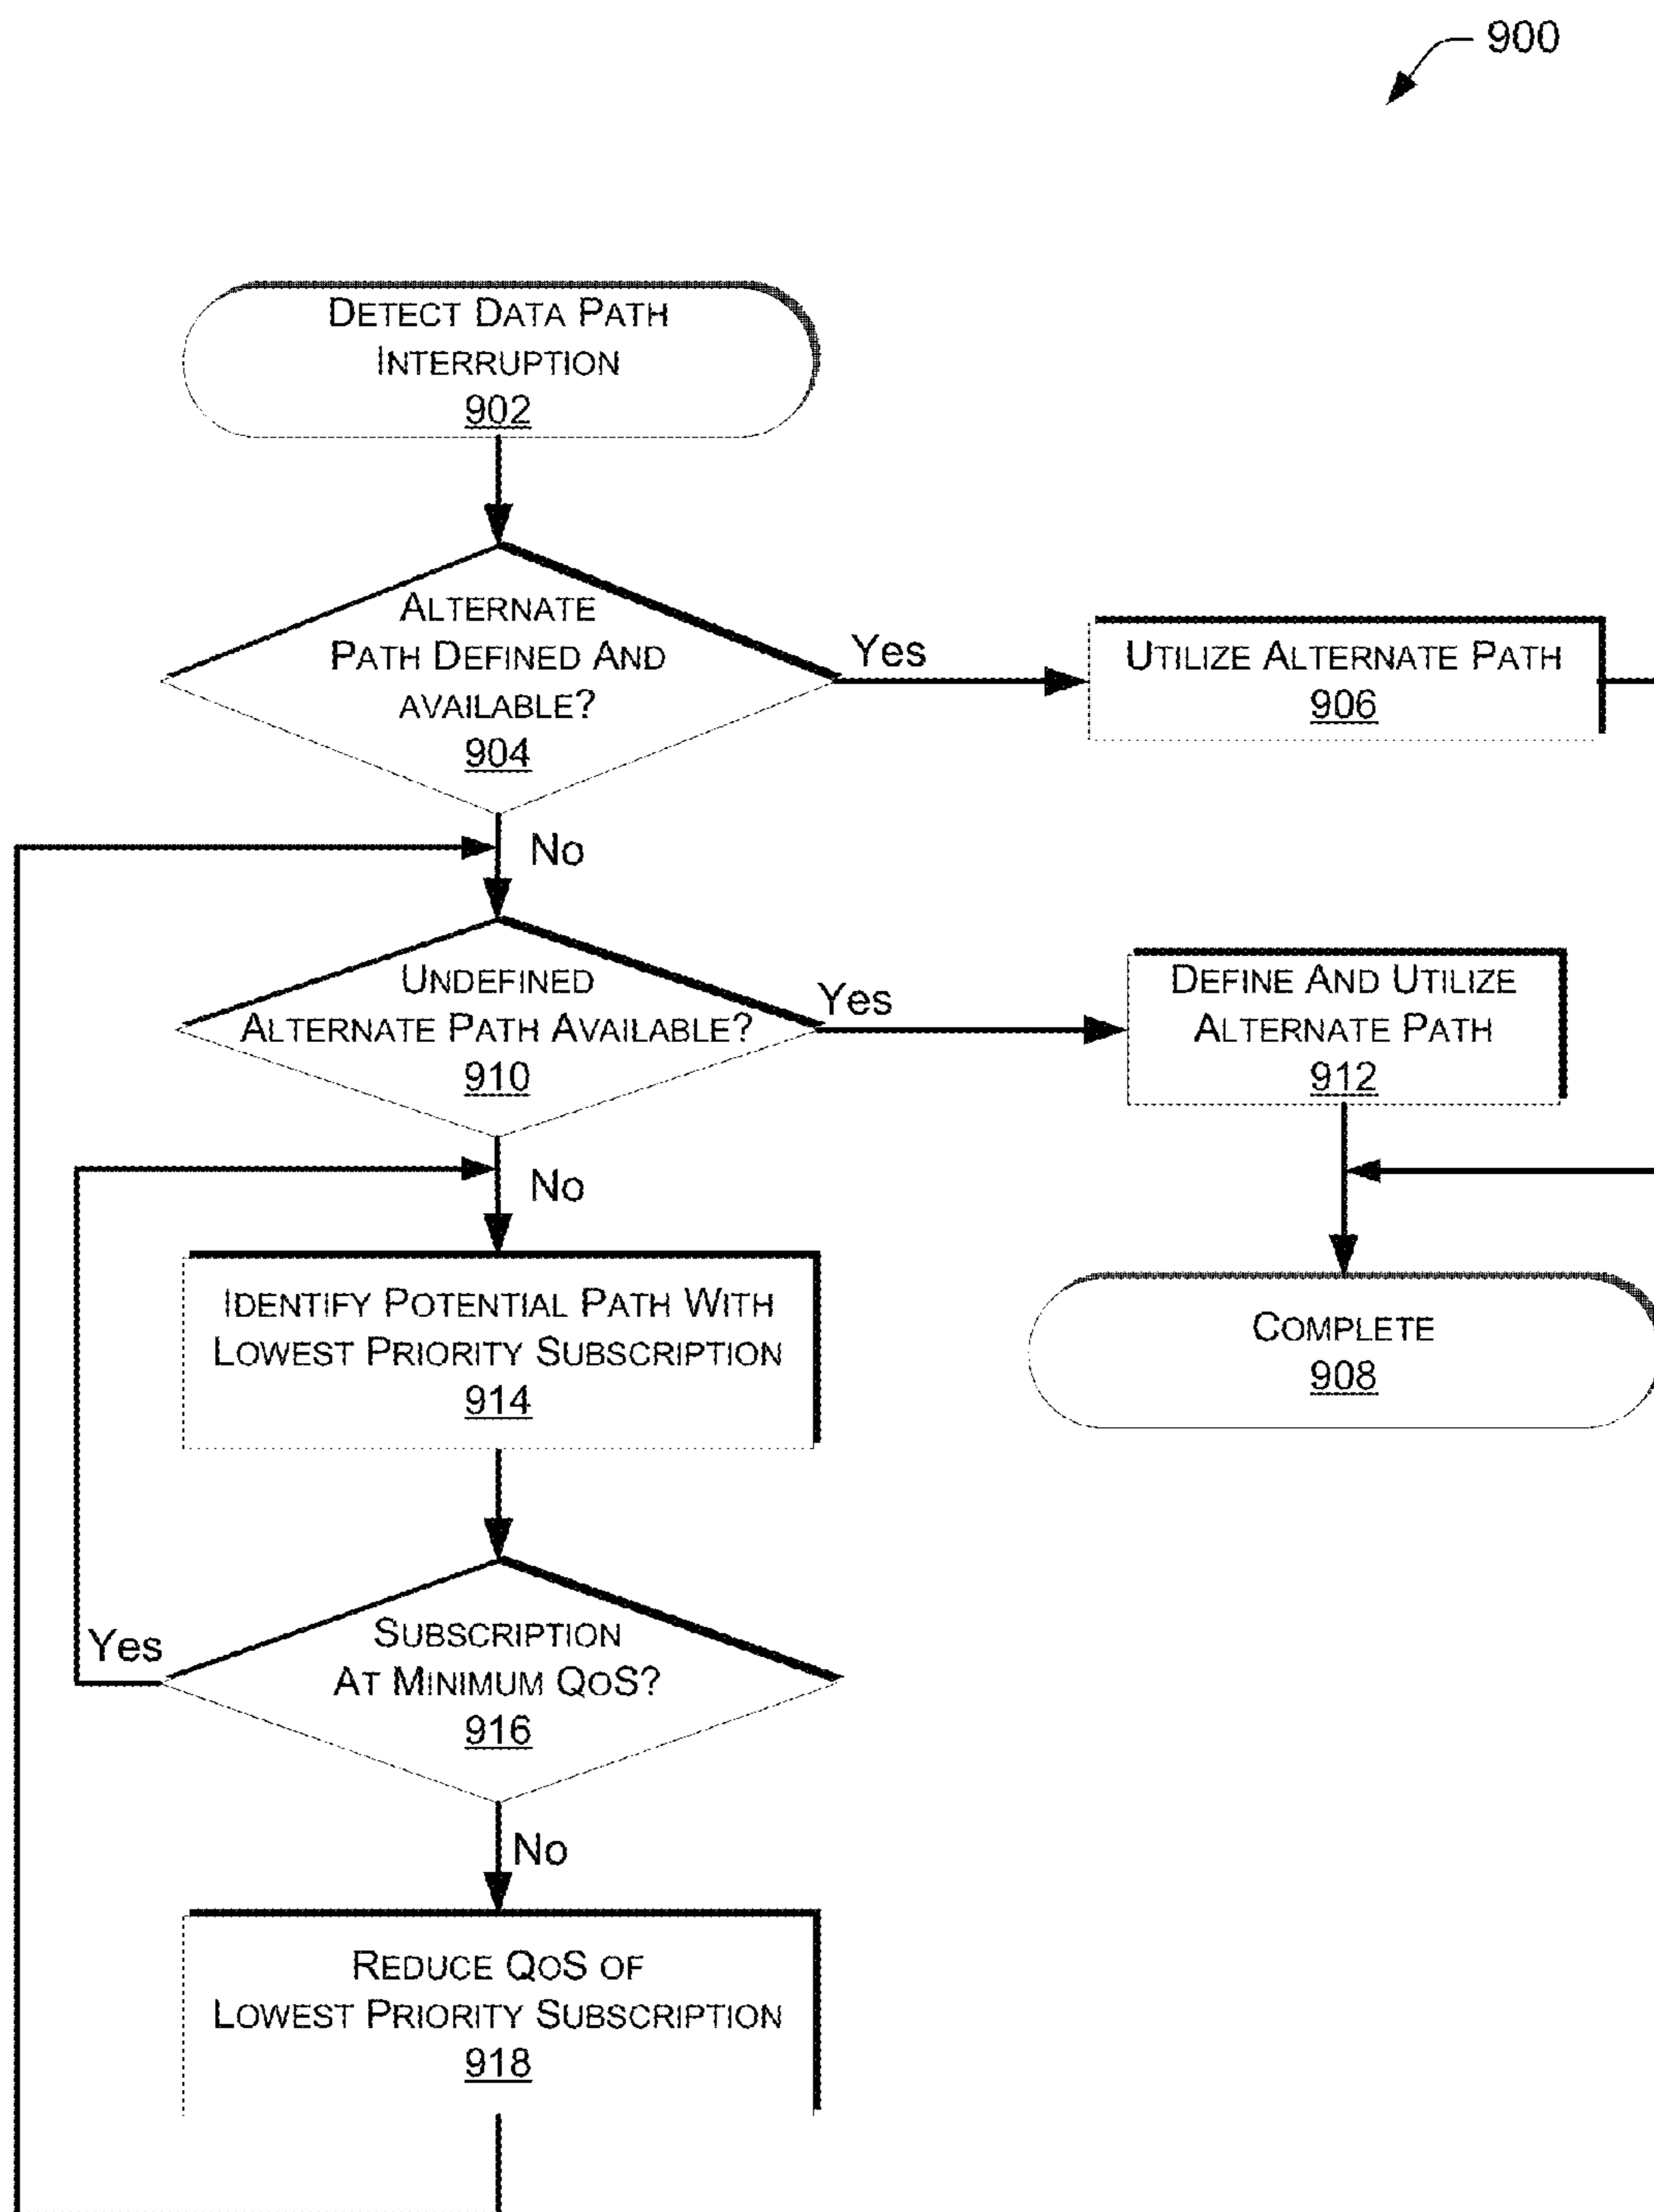 900
DETECT DATA PATH
INTERRUPTION
902
ALTERNATE
PATH DEFINED AND
AVAILABLE?
904
Yes
UTILIZE ALTERNATE PATH
906
No
UNDEFINED
ALTERNATE PATH AVAILABLE?
910
Yes
DEFINE AND UTILIZE
ALTERNATE PATH
912
No
IDENTIFY POTENTIAL PATH WITH
LOWEST PRIORITY SUBSCRIPTION
914
COMPLETE
908
SUBSCRIPTION
AT MINIMUM QOS?
916
Yes
No
REDUCE QOS OF
LOWEST PRIORITY SUBSCRIPTION
918